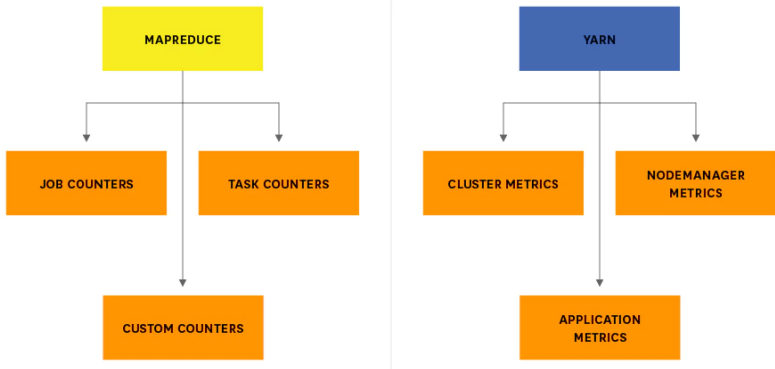 MAPREDUCE
JOB COUNTERS
TASK COUNTERS
CUSTOM COUNTERS
YARN
CLUSTER METRICS
NODEMANAGER
METRICS
APPLICATION
METRICS